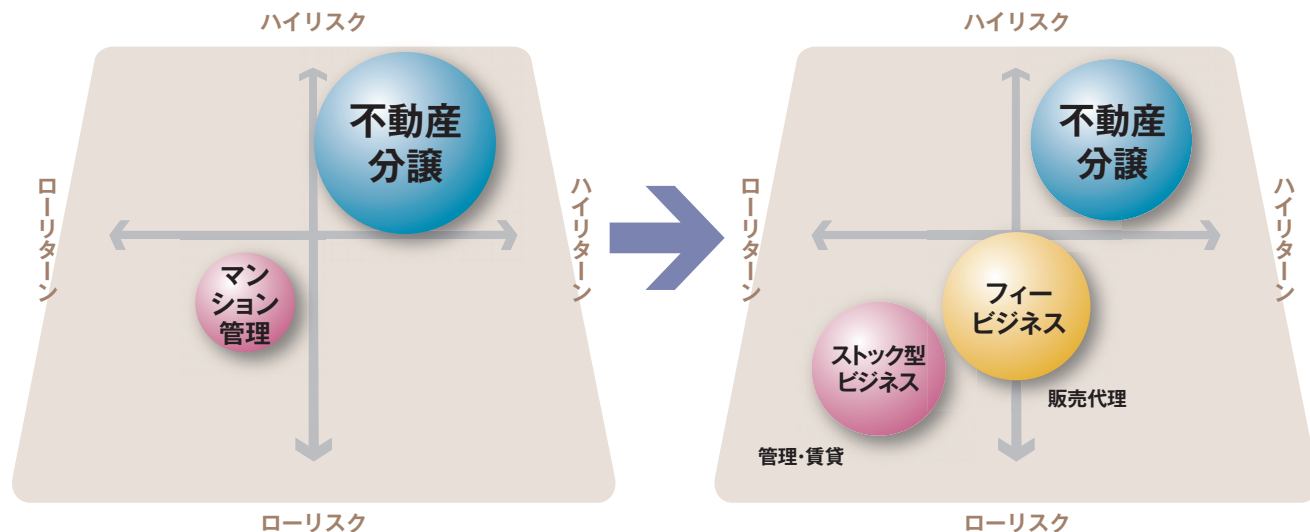 ハイリスク
不動産
分譲
ローリターン
ハイリターン
マン
ション
管理
ローリスク
ハイリスク
不動産
分譲
ローリターン
ハイリターン
フィー
ビジネス
ストック型
ビジネス
販売代理
管理・賃貸
ローリスク